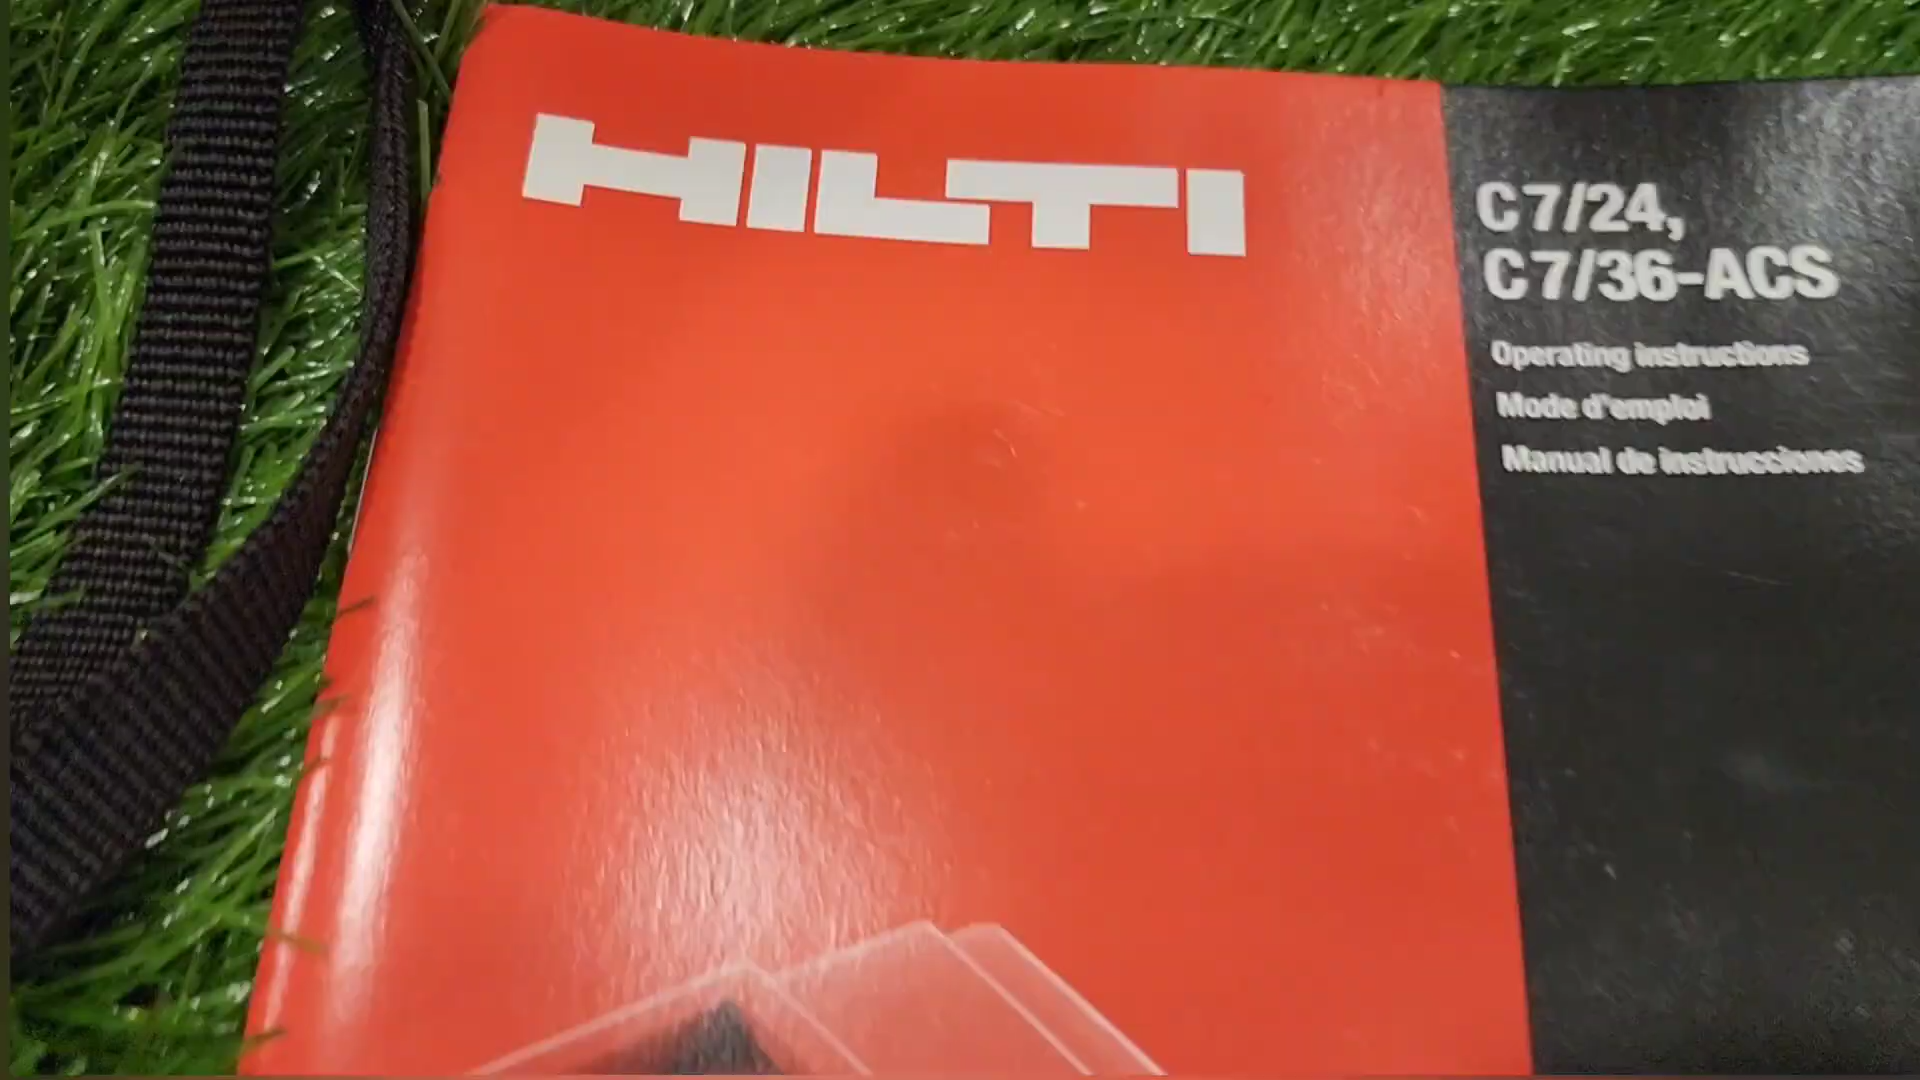 HILTI
C 7/24,
C 7/36-ACS
Operating instructions
Mode d'emploi
Manual de instrucciones